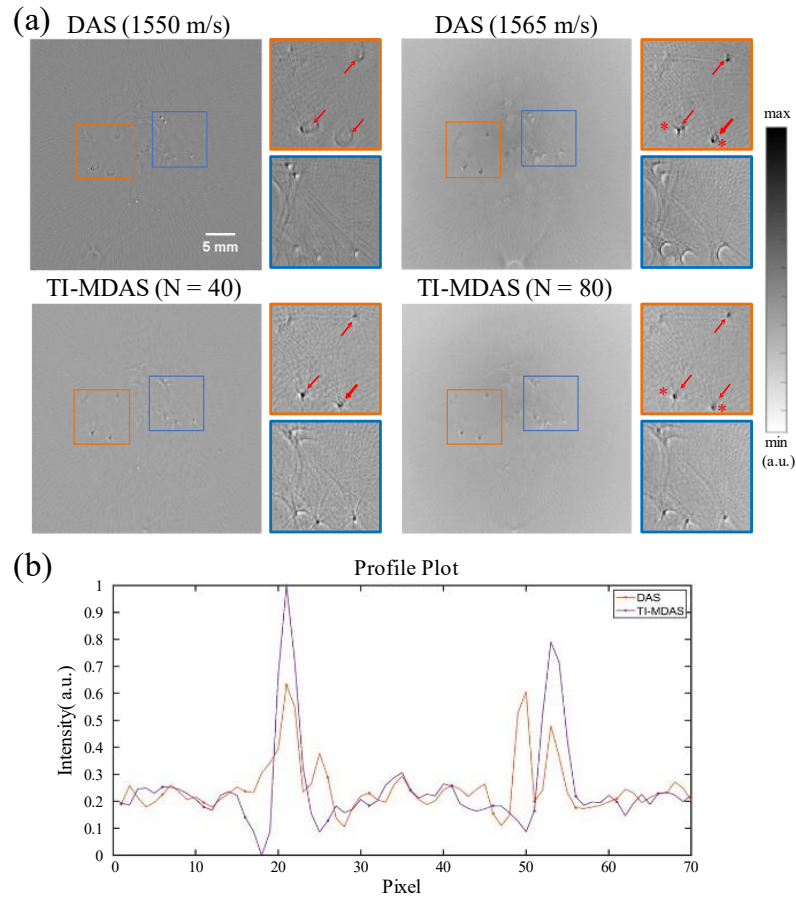 (a)
DAS (1550 m/s)
DAS (1565 m/s)
*
*
5 mm
max
min
(a.u.)
TI-MDAS (N = 40)
TI-MDAS (N = 80)
*
*
(b)
Profile Plot
DAS
TI-MDAS
Intensity( a.u.)
1
0.9
0.8
0.7
0.6
0.5
0.4
0.3
0.2
0.1
0
0 10 20 30 40 50 60 70
Pixel